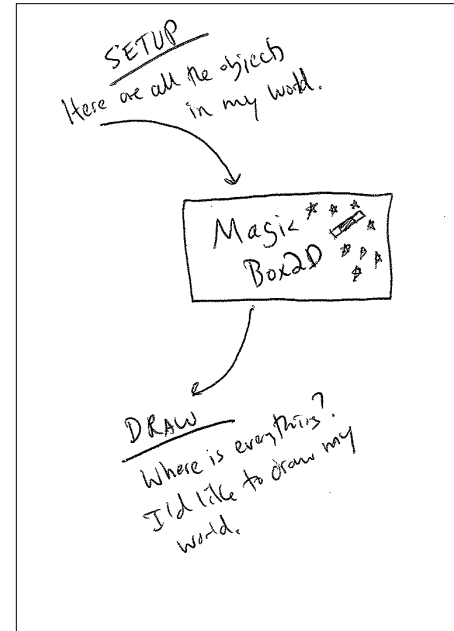 SETUP
Here are all the objects
in my world.
Magic
Box2D
DRAW
Where is everything?
I'd like to draw my
world.